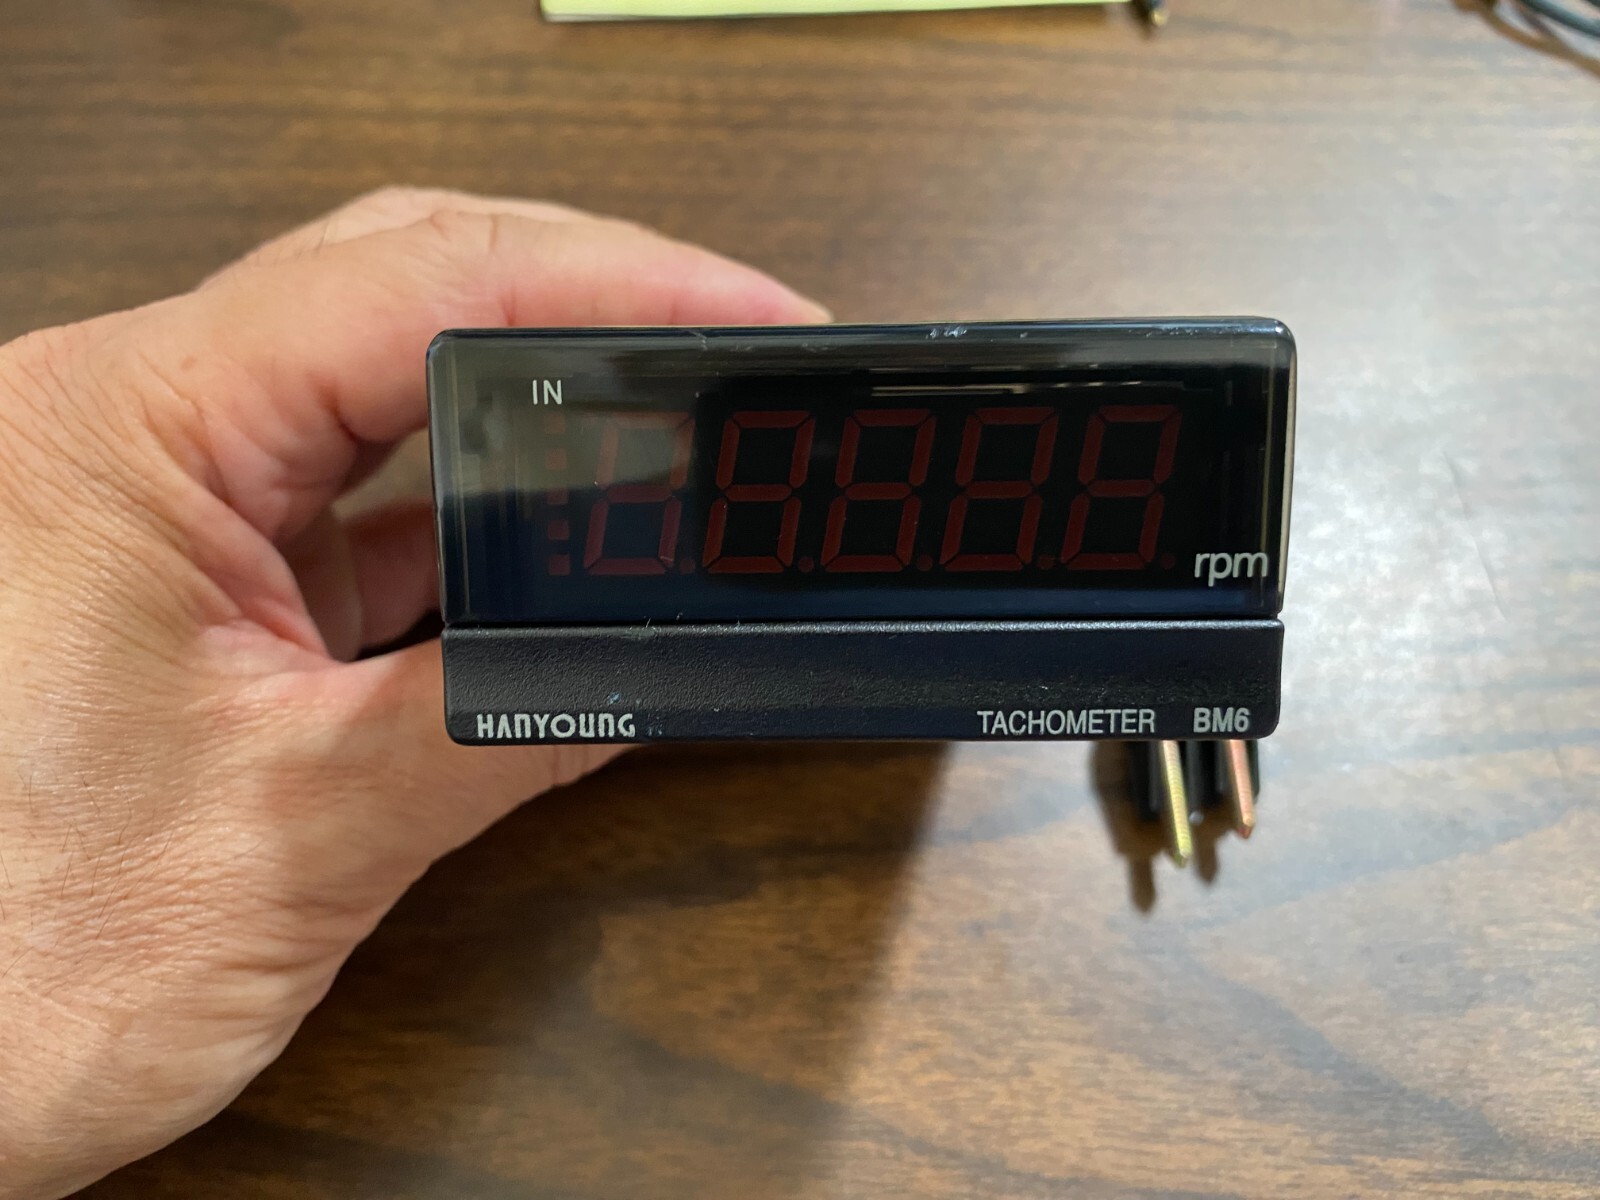 IN
rpm
HANYOUNG
TACHOMETER BM6